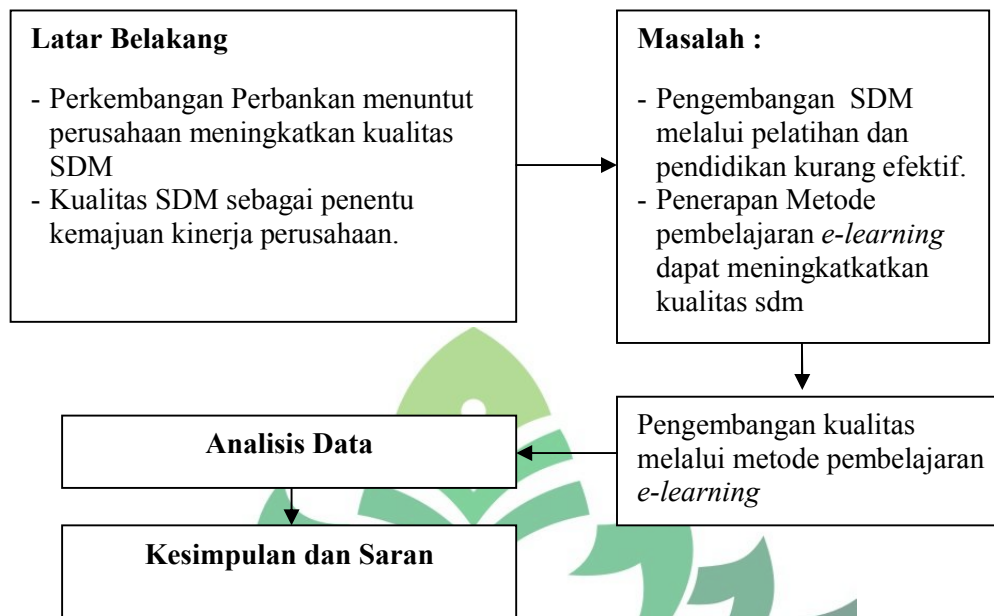 Latar Belakang
- Perkembangan Perbankan menuntut
perusahaan meningkatkan kualitas
SDM
- Kualitas SDM sebagai penentu
kemajuan kinerja perusahaan.
Masalah :
- Pengembangan SDM
melalui pelatihan dan
pendidikan kurang efektif.
- Penerapan Metode
pembelajaran e-learning
dapat meningkatkatkan
kualitas sdm
Pengembangan kualitas
melalui metode pembelajaran
e-learning
Analisis Data
Kesimpulan dan Saran